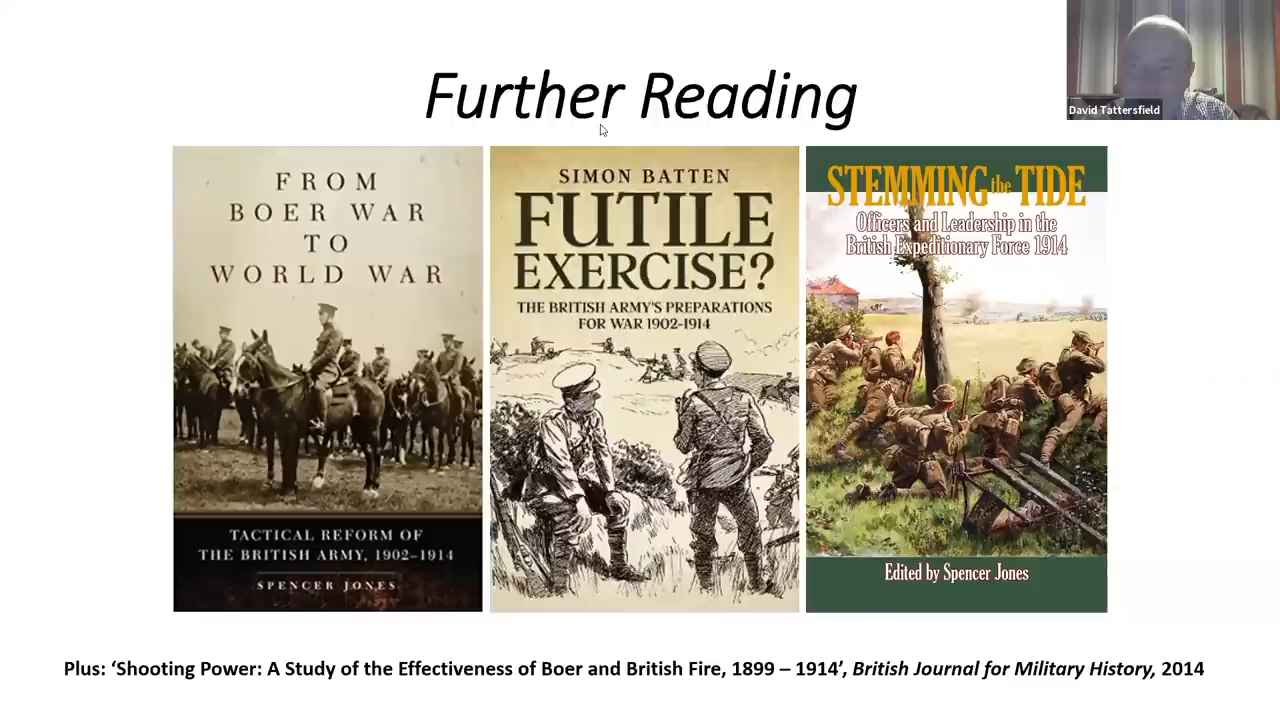 Further Reading
David Tattersfield
FROM
BOER WAR
TO
WORLD WAR
TACTICAL REFORM OF
THE BRITISH ARMY, 1902–1914
SPENCER JONES
SIMON BATTEN
FUTILE
EXERCISE?
THE BRITISH ARMY'S PREPARATIONS
FOR WAR 1902-1914
STEMMING the TIDE
Officers and Leadership in the
British Expeditionary Force 1914
Edited by Spencer Jones
Plus: ‘Shooting Power: A Study of the Effectiveness of Boer and British Fire, 1899 – 1914’, British Journal for Military History, 2014